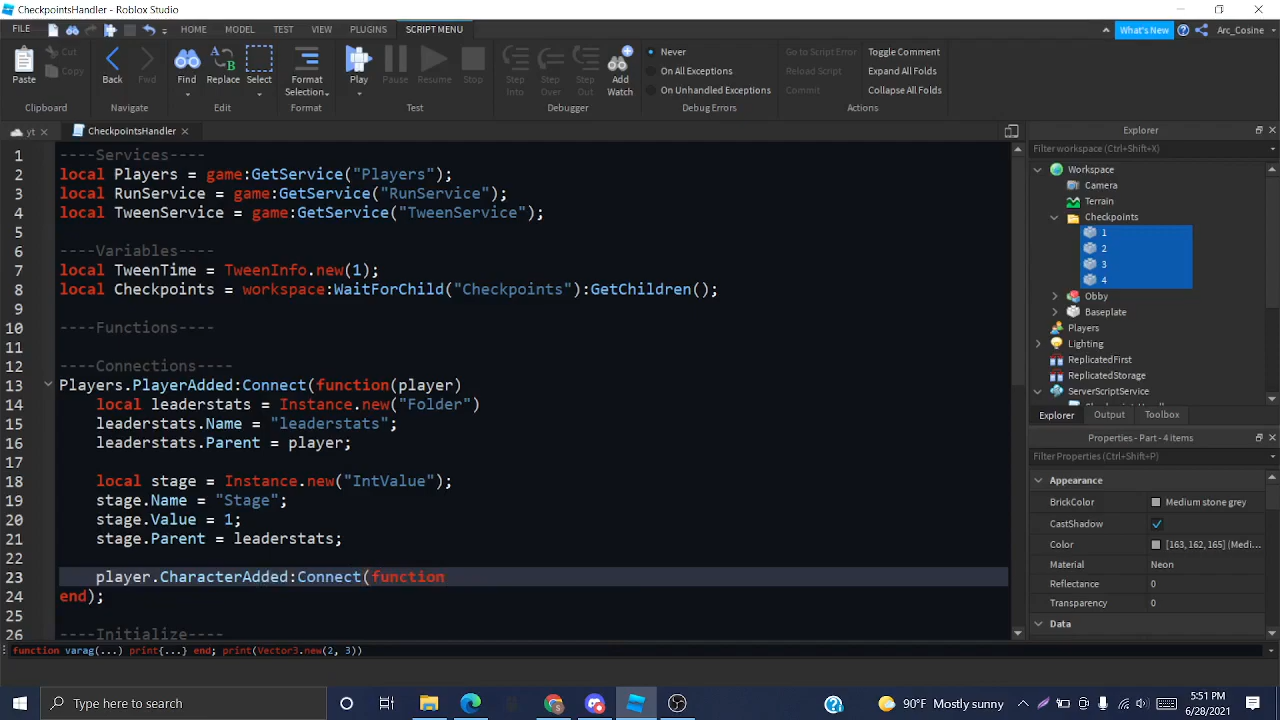 CheckpointsHandler - Roblox Studio
FILE HOME MODEL TEST VIEW PLUGINS SCRIPT MENU What's New Arc_Cosine
Paste Cut Copy Back Fwd Find Replace Select Format Selection Play Pause Resume Stop Step Into Step Over Step Out Add Watch Never On All Exceptions On Unhandled Exceptions Go to Script Error Reload Script Commit Toggle Comment Expand All Folds Collapse All Folds
Clipboard Navigate Edit Format Test Debugger Debug Errors Actions
yt CheckpointsHandler
1 ----Services----
2 local Players = game:GetService("Players");
3 local RunService = game:GetService("RunService");
4 local TweenService = game:GetService("TweenService");
5
6 ----Variables----
7 local TweenTime = TweenInfo.new(1);
8 local Checkpoints = workspace:WaitForChild("Checkpoints"):GetChildren();
9
10 ----Functions----
11
12 ----Connections----
13 Players.PlayerAdded:Connect(function(player)
14 local leaderstats = Instance.new("Folder")
15 leaderstats.Name = "leaderstats";
16 leaderstats.Parent = player;
17
18 local stage = Instance.new("IntValue");
19 stage.Name = "Stage";
20 stage.Value = 1;
21 stage.Parent = leaderstats;
22
23 player.CharacterAdded:Connect(function
24 end);
25
26 ----Initialize----
function varag(...) print{...} end; print(Vector3.new(2, 3))
Explorer
Filter workspace (Ctrl+Shift+X)
Workspace
Camera
Terrain
Checkpoints
1
2
3
4
Obby
Baseplate
Players
Lighting
ReplicatedFirst
ReplicatedStorage
ServerScriptService
Explorer Output Toolbox
Properties - Part - 4 items
Filter Properties (Ctrl+Shift+P)
Appearance
BrickColor Medium stone grey
CastShadow
Color [163, 162, 165] (Medi...
Material Neon
Reflectance 0
Transparency 0
Data
Type here to search
90°F Mostly sunny
5:51 PM
6/28/2021